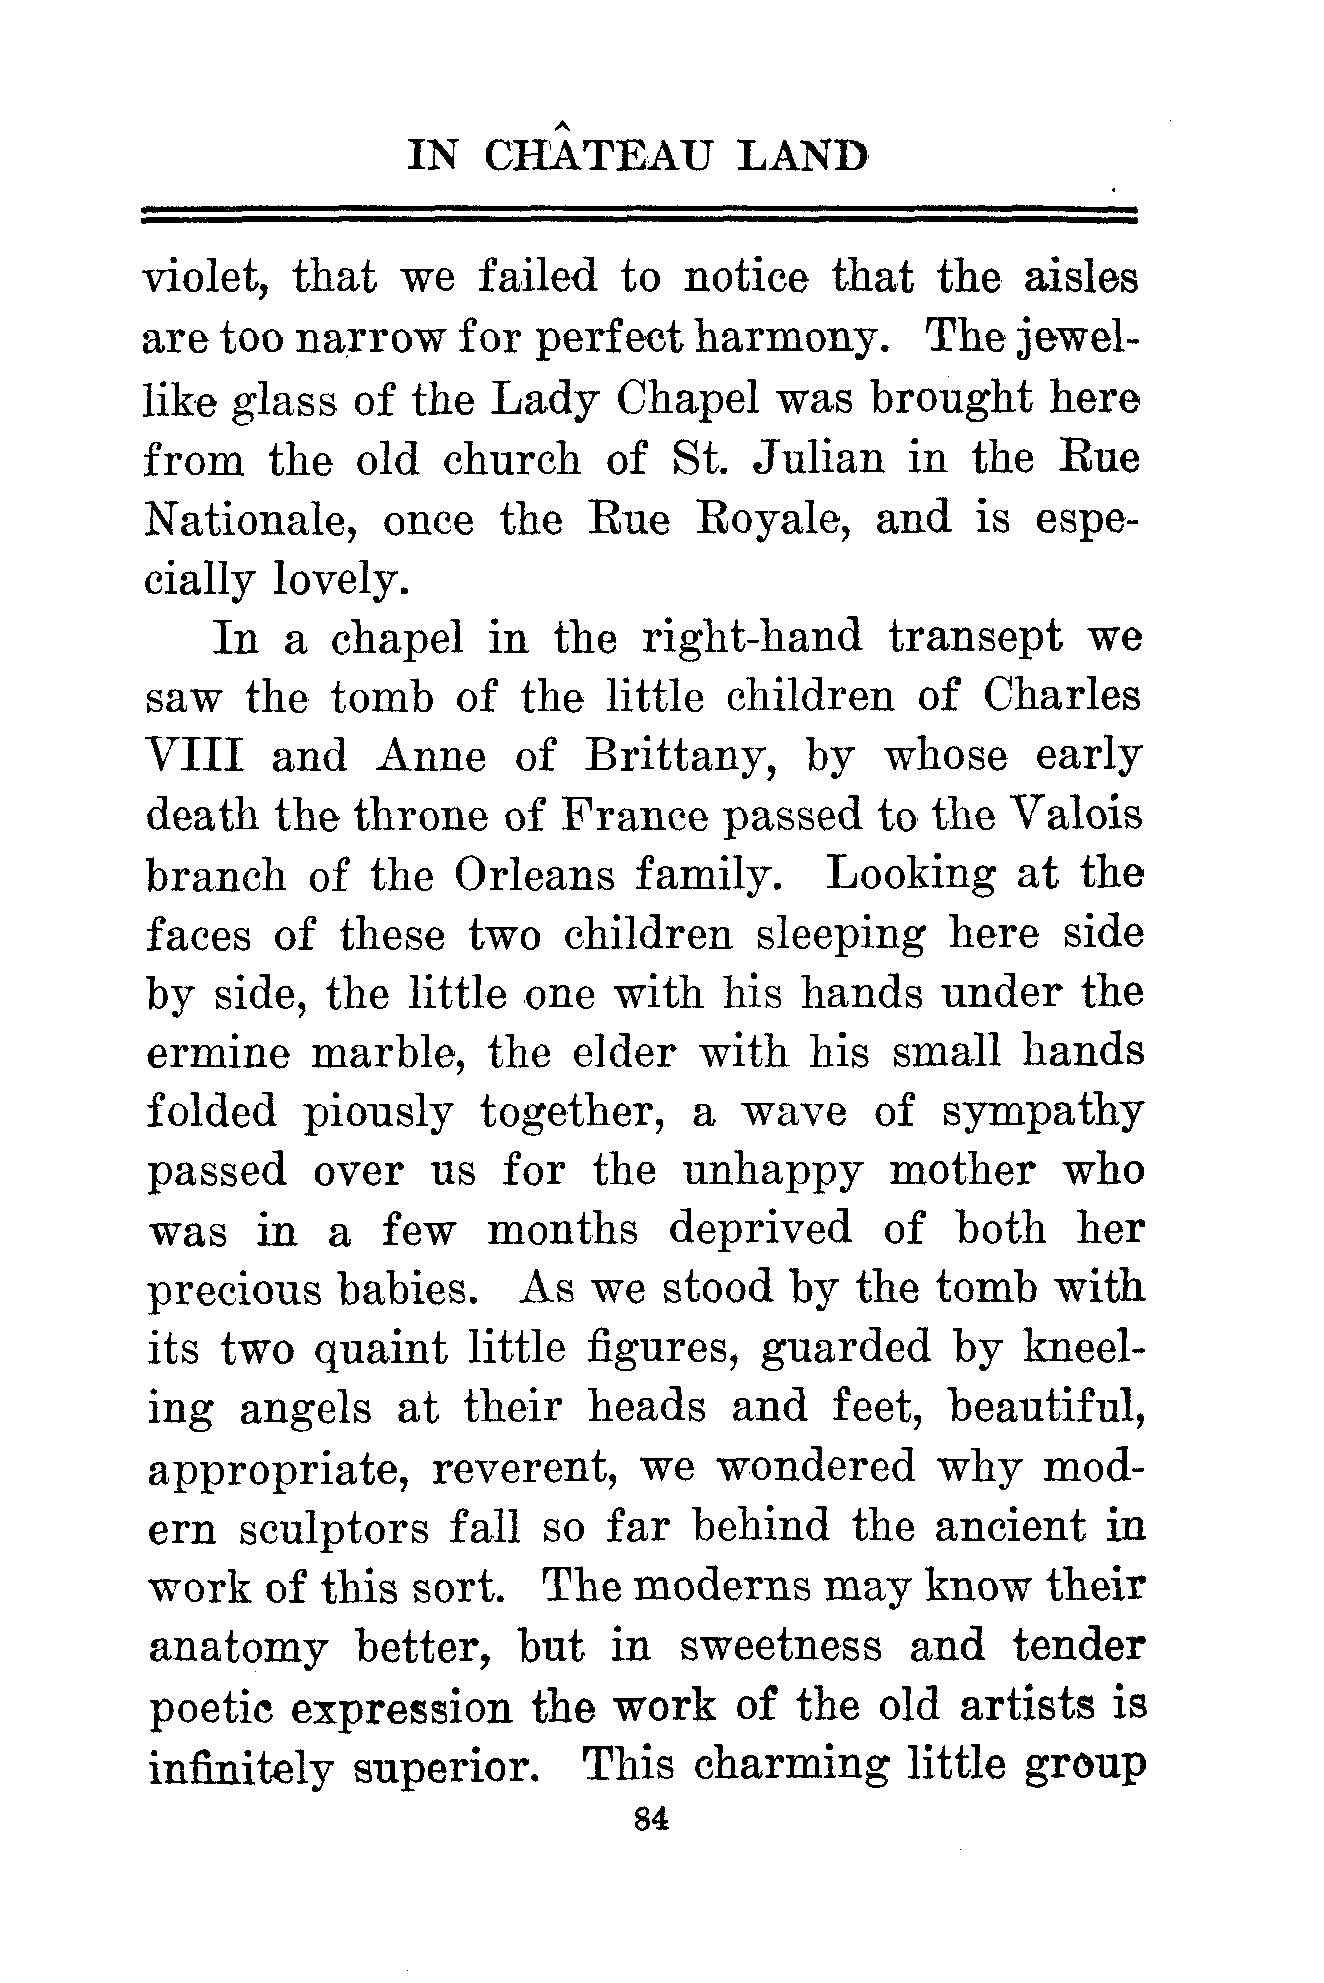 IN CHÂTEAU LAND
violet, that we failed to notice that the aisles
are too narrow for perfect harmony. The jewel-
like glass of the Lady Chapel was brought here
from the old church of St. Julian in the Rue
Nationale, once the Rue Royale, and is espe-
cially lovely.
In a chapel in the right-hand transept we
saw the tomb of the little children of Charles
VIII and Anne of Brittany, by whose early
death the throne of France passed to the Valois
branch of the Orleans family. Looking at the
faces of these two children sleeping here side
by side, the little one with his hands under the
ermine marble, the elder with his small hands
folded piously together, a wave of sympathy
passed over us for the unhappy mother who
was in a few months deprived of both her
precious babies. As we stood by the tomb with
its two quaint little figures, guarded by kneel-
ing angels at their heads and feet, beautiful,
appropriate, reverent, we wondered why mod-
ern sculptors fall so far behind the ancient in
work of this sort. The moderns may know their
anatomy better, but in sweetness and tender
poetic expression the work of the old artists is
infinitely superior. This charming little group
84